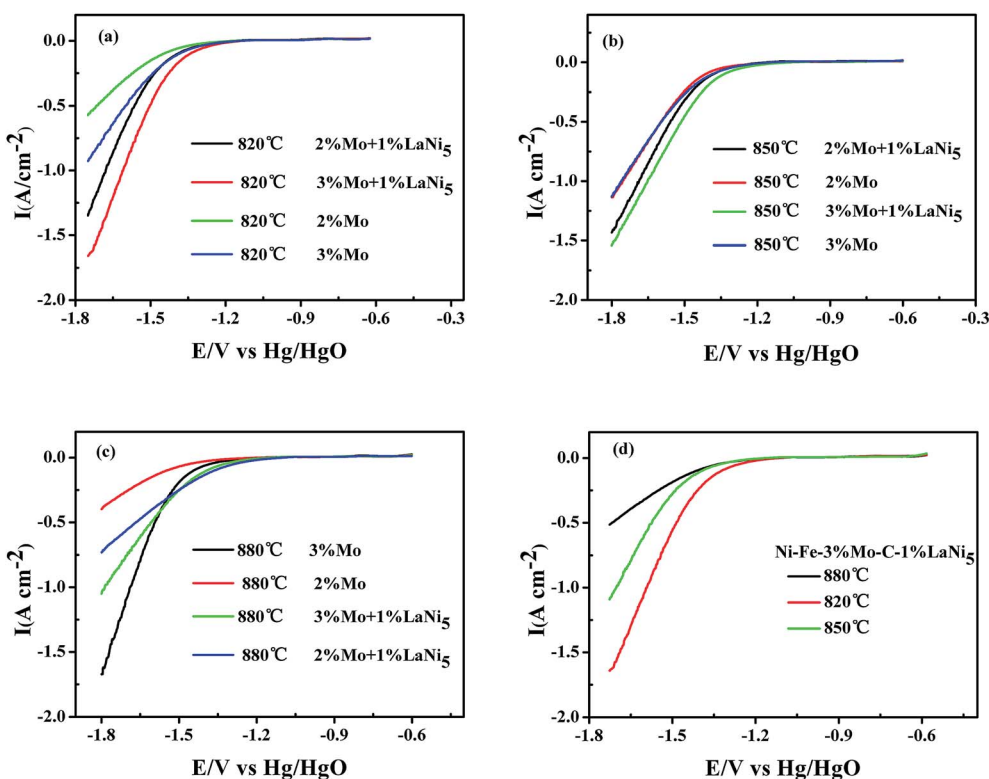 (a)
I(A/cm-2)
0.0
-0.5
-1.0
-1.5
-2.0
820℃ 2%Mo+1%LaNi5
820℃ 3%Mo+1%LaNi5
820℃ 2%Mo
820℃ 3%Mo
-1.8 -1.5 -1.2 -0.9 -0.6 -0.3
E/V vs Hg/HgO
(b)
I(A cm-2)
0.5
0.0
-0.5
-1.0
-1.5
-2.0
850℃ 2%Mo+1%LaNi5
850℃ 2%Mo
850℃ 3%Mo+1%LaNi5
850℃ 3%Mo
-1.8 -1.5 -1.2 -0.9 -0.6 -0.3
E/V vs Hg/HgO
(c)
I(A cm-2)
0.0
-0.5
-1.0
-1.5
-2.0
880℃ 3%Mo
880℃ 2%Mo
880℃ 3%Mo+1%LaNi5
880℃ 2%Mo+1%LaNi5
-1.8 -1.5 -1.2 -0.9 -0.6
E/V vs Hg/HgO
(d)
I(A cm-2)
0.0
-0.5
-1.0
-1.5
-2.0
Ni-Fe-3%Mo-C-1%LaNi5
880℃
820℃
850℃
-1.8 -1.5 -1.2 -0.9 -0.6
E/V vs Hg/HgO